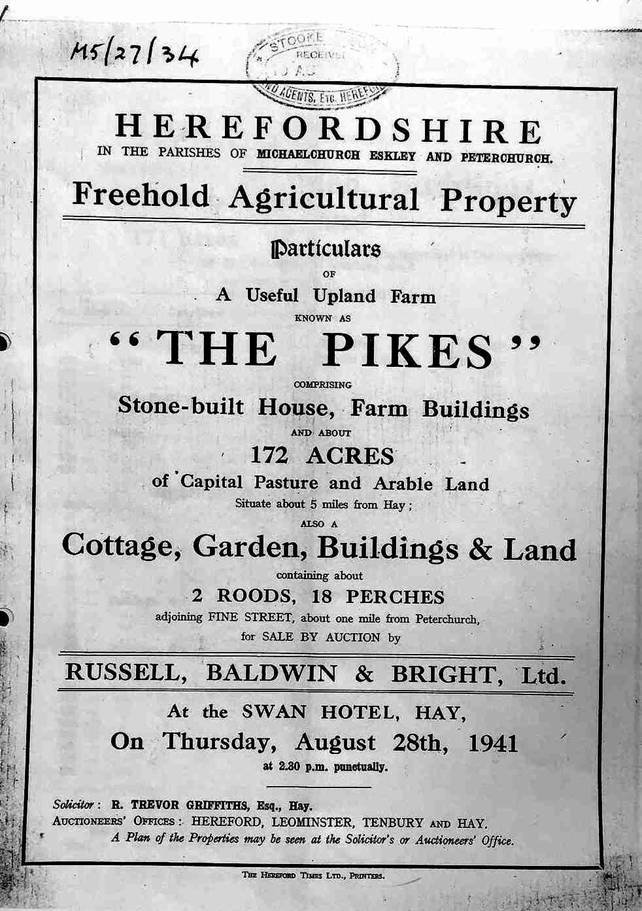 M5/27/34
STOOKE
RECEIVED
AGENTS, ETC. HEREFORD
HEREFORDSHIRE
IN THE PARISHES OF MICHAELCHURCH ESKLEY AND PETERCHURCH.
Freehold Agricultural Property
Particulars
OF
A Useful Upland Farm
KNOWN AS
“THE PIKES”
COMPRISING
Stone-built House, Farm Buildings
AND ABOUT
172 ACRES
of Capital Pasture and Arable Land
Situate about 5 miles from Hay;
ALSO A
Cottage, Garden, Buildings & Land
containing about
2 ROODS, 18 PERCHES
adjoining FINE STREET, about one mile from Peterchurch,
for SALE BY AUCTION by
RUSSELL, BALDWIN & BRIGHT, Ltd.
At the SWAN HOTEL, HAY,
On Thursday, August 28th, 1941
at 2.30 p.m. punctually.
Solicitor: R. TREVOR GRIFFITHS, Esq., Hay.
AUCTIONEERS’ OFFICES: HEREFORD, LEOMINSTER, TENBURY AND HAY.
A Plan of the Properties may be seen at the Solicitor’s or Auctioneers’ Office.
THE HEREFORD TIMES LTD., PRINTERS.